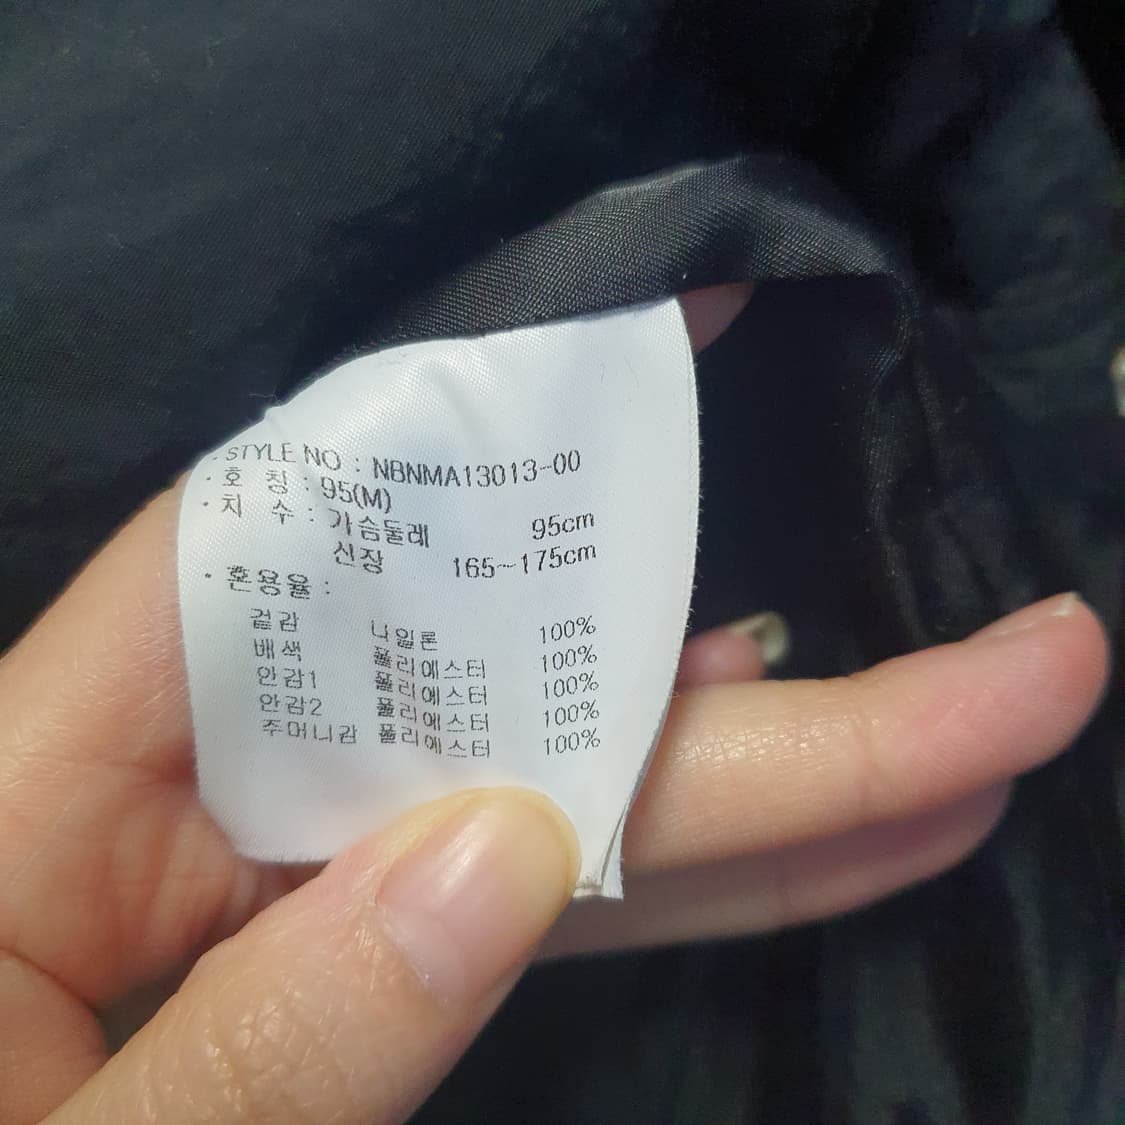 · STYLE NO : NBNMA13013-00
· 호 칭 : 95(M)
· 치 수 : 가슴둘레 95cm
신장 165~175cm
· 혼용율 :
겉감 나일론 100%
배색 폴리에스터 100%
안감1 폴리에스터 100%
안감2 폴리에스터 100%
주머니감 폴리에스터 100%